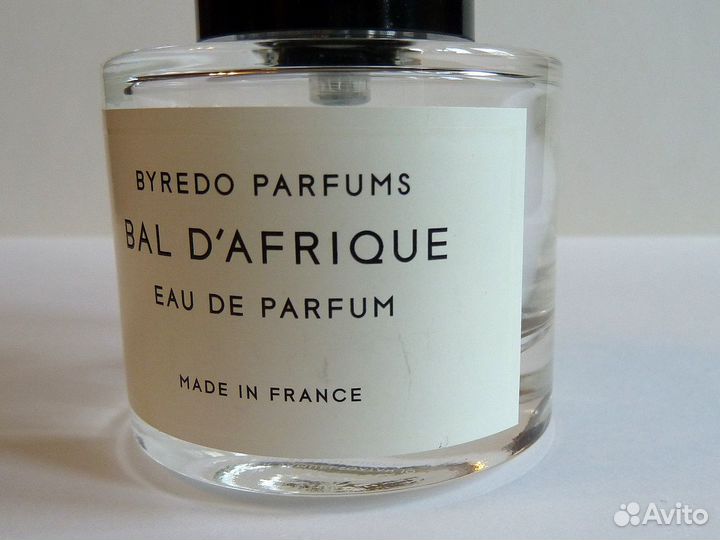 BYREDO PARFUMS
BAL D'AFRIQUE
EAU DE PARFUM
MADE IN FRANCE
Avito